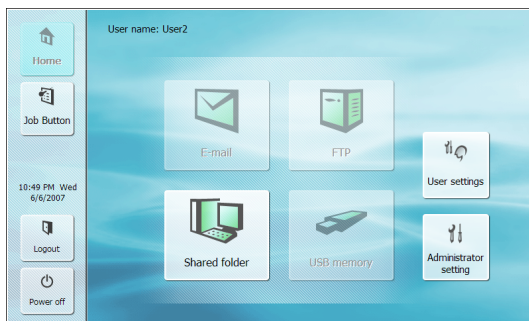 User name: User2
Home
Job Button
10:49 PM Wed
6/6/2007
Logout
Power off
E-mail
FTP
Shared folder
USB memory
User settings
Administrator
setting